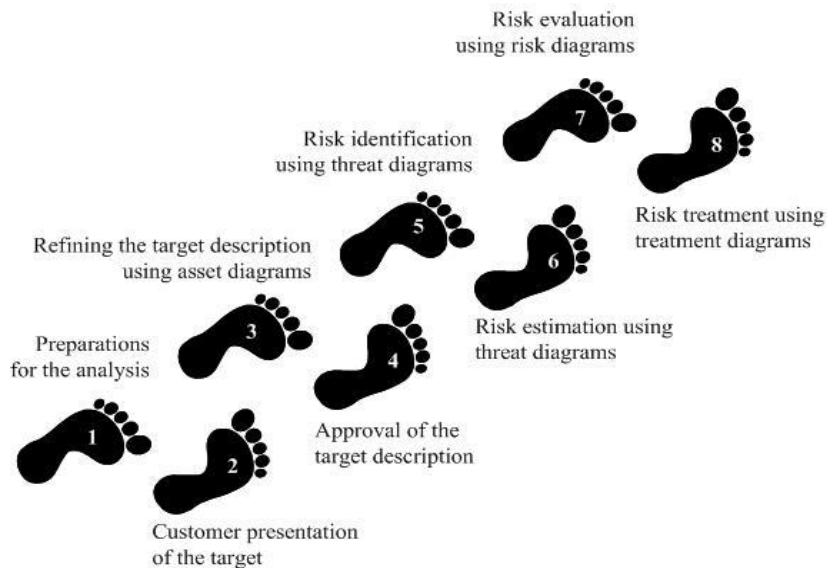 Risk evaluation
using risk diagrams
7
8
Risk identification
using threat diagrams
Risk treatment using
treatment diagrams
5
6
Refining the target description
using asset diagrams
Risk estimation using
threat diagrams
3
4
Preparations
for the analysis
Approval of the
target description
1
2
Customer presentation
of the target